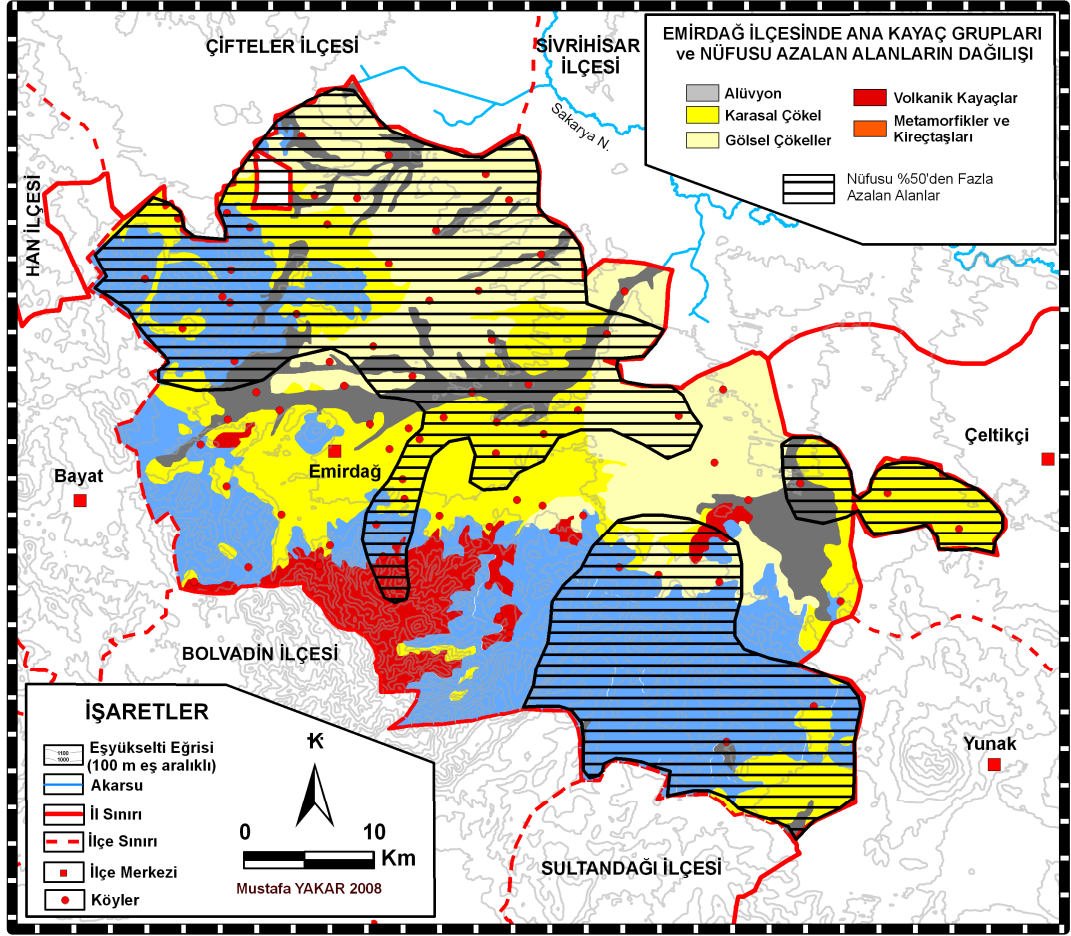 EMİRDAĞ İLÇESİNDE ANA KAYAÇ GRUPLARI
ve NÜFUSU AZALAN ALANLARIN DAĞILIŞI
Alüvyon
Karasal Çökel
Gölsel Çökeller
Volkanik Kayaçlar
Metamorfikler ve
Kireçtaşları
Nüfusu %50'den Fazla
Azalan Alanlar
ÇİFTELER İLÇESİ
SİVRİHİSAR
İLÇESİ
Sakarya N.
HAN İLÇESİ
Bayat
Emirdağ
Çeltikçi
BOLVADİN İLÇESİ
Yunak
SULTANDAĞI İLÇESİ
İŞARETLER
1100
1000
Eşyükselti Eğrisi
(100 m eş aralıklı)
Akarsu
İl Sınırı
İlçe Sınırı
İlçe Merkezi
Köyler
K
0 10
Km
Mustafa YAKAR 2008